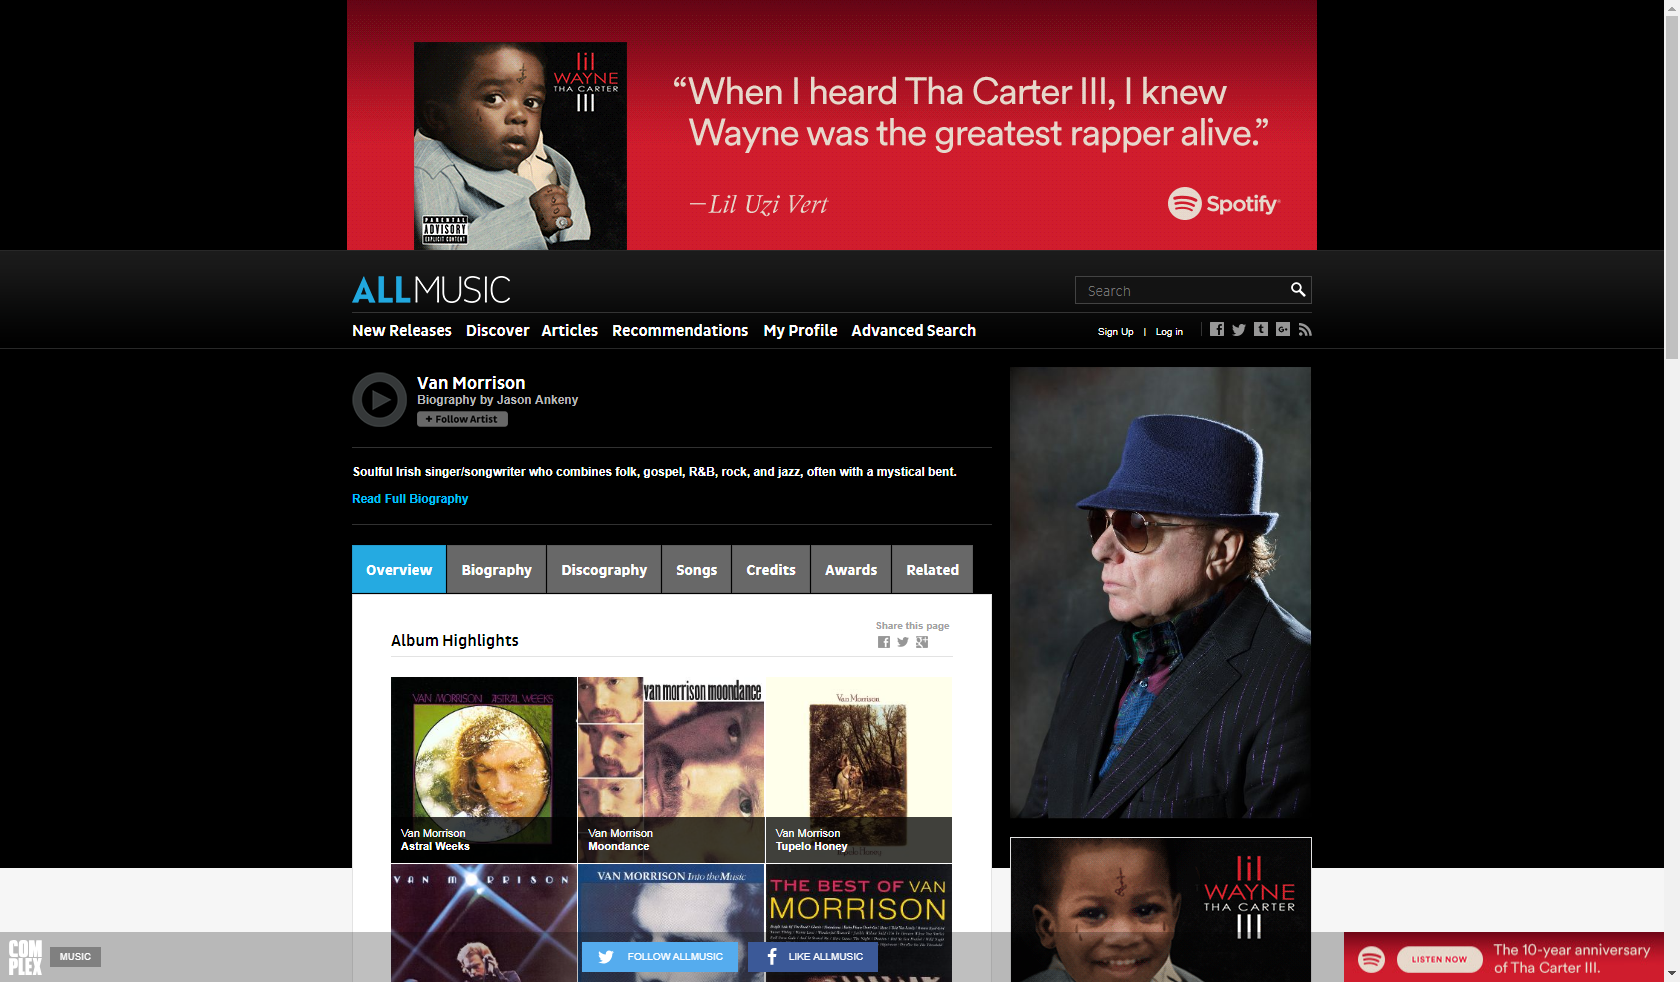 lil
WAYNE
THA CARTER
III
PARENTAL
ADVISORY
EXPLICIT CONTENT
“When I heard Tha Carter III, I knew
Wayne was the greatest rapper alive.”
—Lil Uzi Vert
Spotify
ALLMUSIC
Search
New Releases Discover Articles Recommendations My Profile Advanced Search
Sign Up | Log in
Van Morrison
Biography by Jason Ankeny
+ Follow Artist
Soulful Irish singer/songwriter who combines folk, gospel, R&B, rock, and jazz, often with a mystical bent.
Read Full Biography
Overview Biography Discography Songs Credits Awards Related
Share this page
Album Highlights
VAN MORRISON ASTRAL WEEKS
van morrison moondance
Van Morrison
Van Morrison
Astral Weeks
Van Morrison
Moondance
Van Morrison
Tupelo Honey
VAN MORRISON
VAN MORRISON Into the Music
THE BEST OF VAN
MORRISON
lil
WAYNE
THA CARTER
III
COM
PLEX
MUSIC
FOLLOW ALLMUSIC
LIKE ALLMUSIC
LISTEN NOW
The 10-year anniversary
of Tha Carter III.